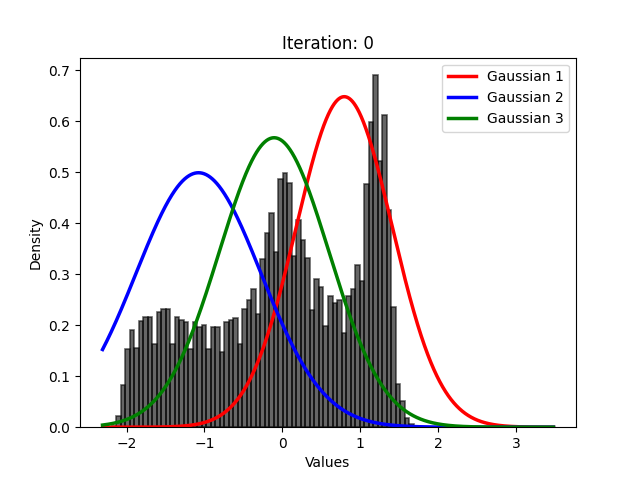 Iteration: 0
Gaussian 1
Gaussian 2
Gaussian 3
Density
0.7
0.6
0.5
0.4
0.3
0.2
0.1
0.0
−2 −1 0 1 2 3
Values